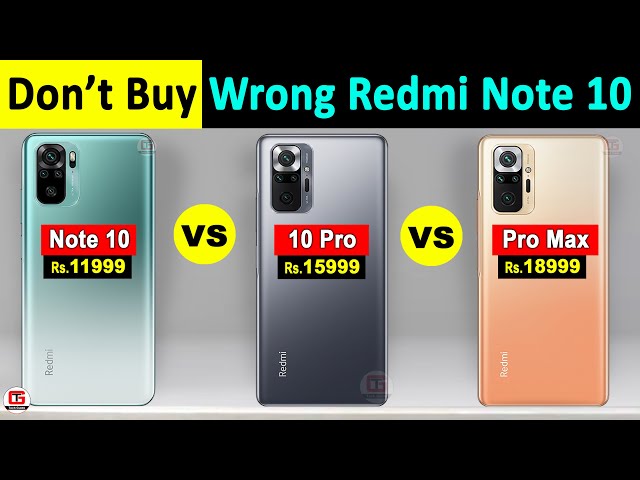 Don't Buy Wrong Redmi Note 10
Note 10
Rs.11999
VS
10 Pro
Rs.15999
VS
Pro Max
Rs.18999
Redmi
Redmi
Redmi